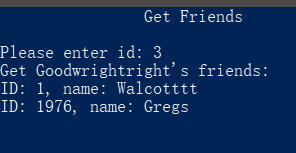 Get Friends
Please enter id: 3
Get Goodwrightright's friends:
ID: 1, name: Walcotttt
ID: 1976, name: Gregs